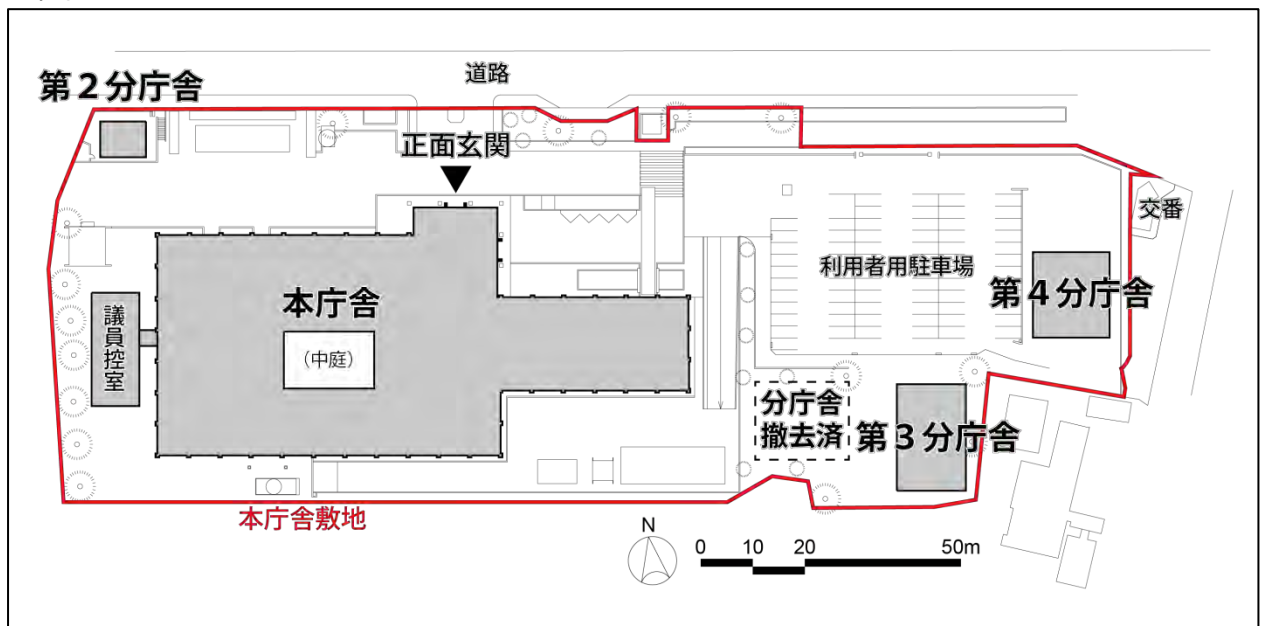 道路
第２分庁舎
正面玄関
交番
利用者用駐車場
第４分庁舎
本庁舎
議員控室
（中庭）
分庁舎
撤去済
第３分庁舎
本庁舎敷地
N
0 10 20 50m